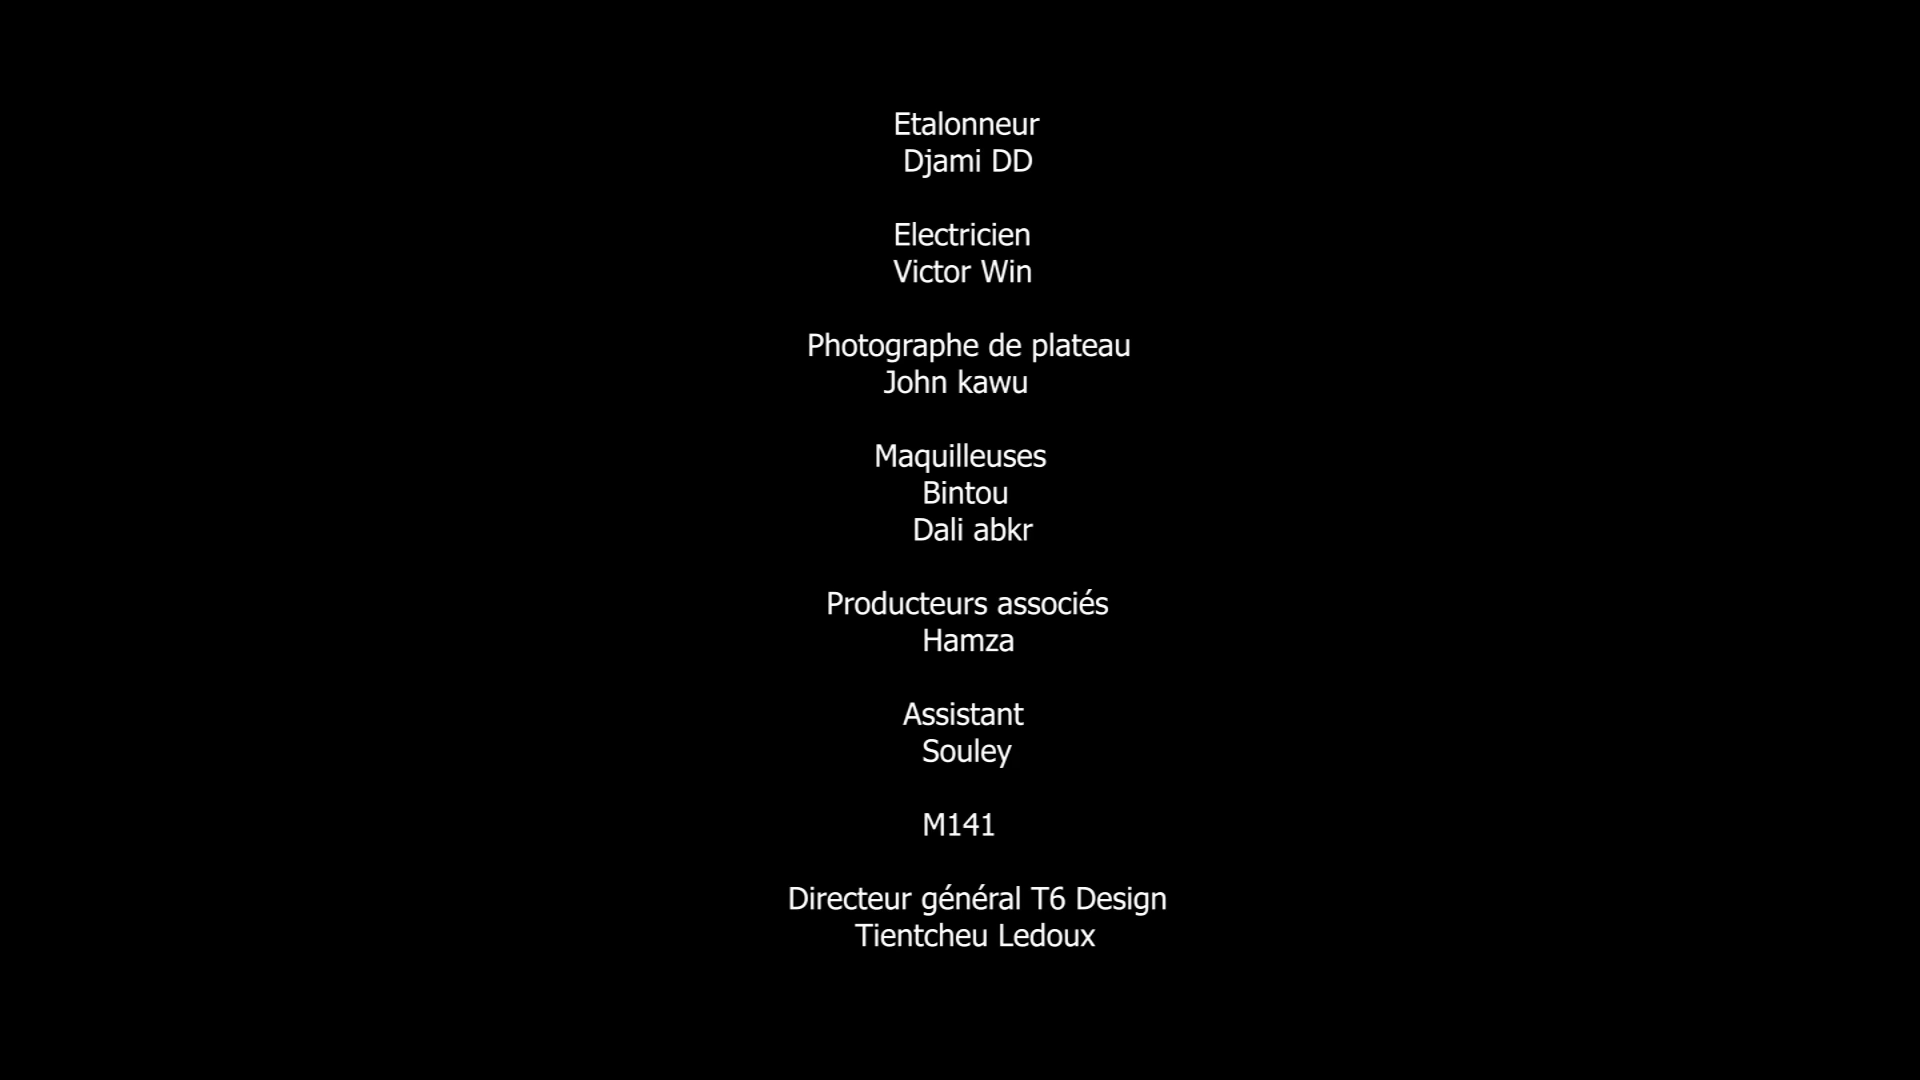 Etalonneur
Djami DD
Electricien
Victor Win
Photographe de plateau
John kawu
Maquilleuses
Bintou
Dali abkr
Producteurs associés
Hamza
Assistant
Souley
M141
Directeur général T6 Design
Tientcheu Ledoux